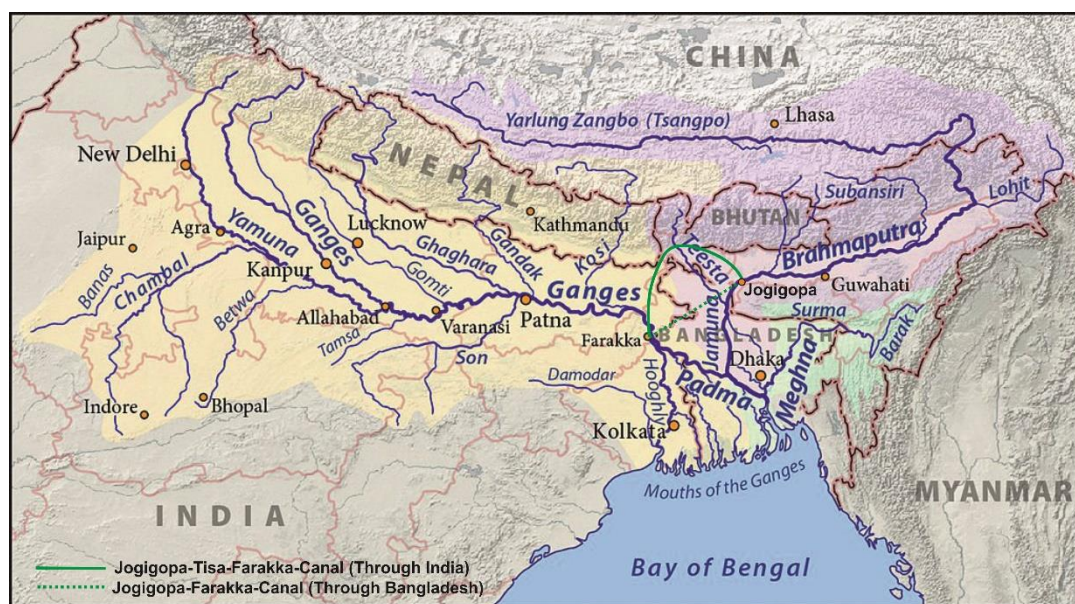 CHINA
Lhasa
Yarlung Zangbo (Tsangpo)
New Delhi
NEPAL
Subansiri
Lohit
BHUTAN
Kathmandu
Lucknow
Agra
Jaipur
Yamuna
Ganges
Ghaghara
Gandak
Kosi
Teesta
Brahmaputra
Banas
Chambal
Kanpur
Gomti
Ganges
Jogigopa
Guwahati
Betwa
Allahabad
Varanasi
Patna
Surma
Tamsa
Farakka
BANGLADESH
Jamuna
Barak
Son
Dhaka
Meghna
Damodar
Hooghly
Padma
Indore
Bhopal
Kolkata
Mouths of the Ganges
MYANMAR
INDIA
Bay of Bengal
Jogigopa-Tisa-Farakka-Canal (Through India)
Jogigopa-Farakka-Canal (Through Bangladesh)